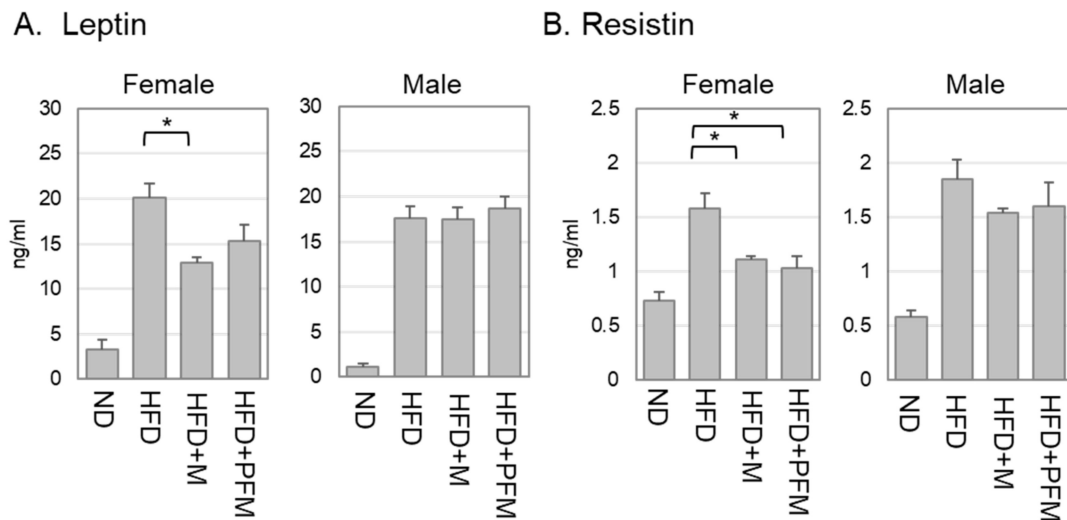 A. Leptin
B. Resistin
Female
Male
Female
Male
30
25
20
15
10
5
0
ng/ml
*
ND
HFD
HFD+M
HFD+PFM
30
25
20
15
10
5
0
ND
HFD
HFD+M
HFD+PFM
2.5
2
1.5
1
0.5
0
ng/ml
*
*
ND
HFD
HFD+M
HFD+PFM
2.5
2
1.5
1
0.5
0
ND
HFD
HFD+M
HFD+PFM